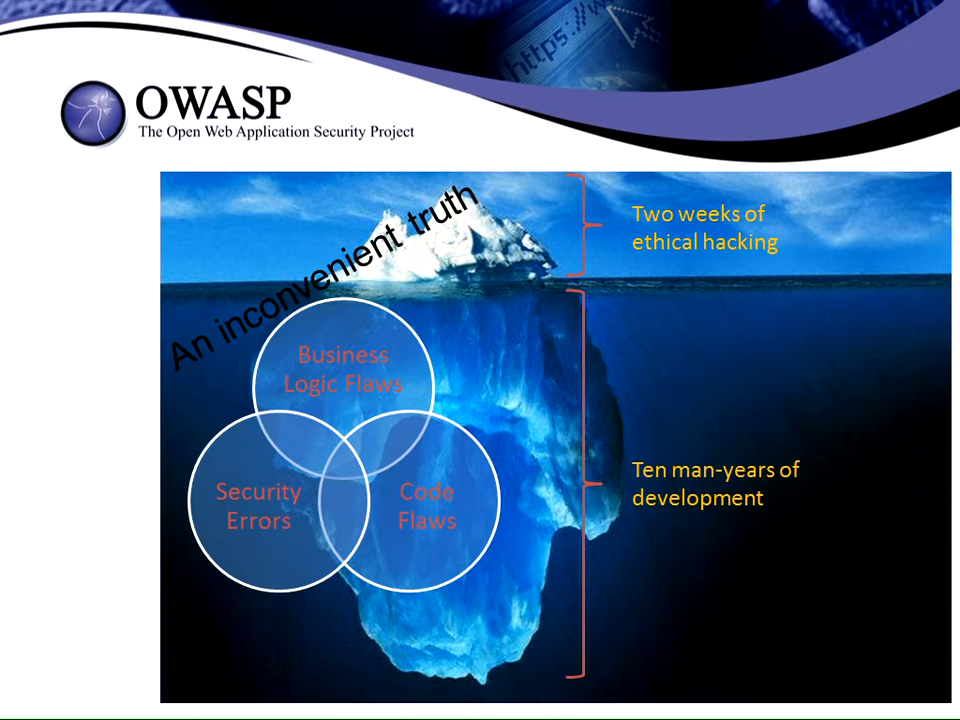 https://w
OWASP
The Open Web Application Security Project
An inconvenient truth
Two weeks of
ethical hacking
Business
Logic Flaws
Security
Errors
Code
Flaws
Ten man-years of
development